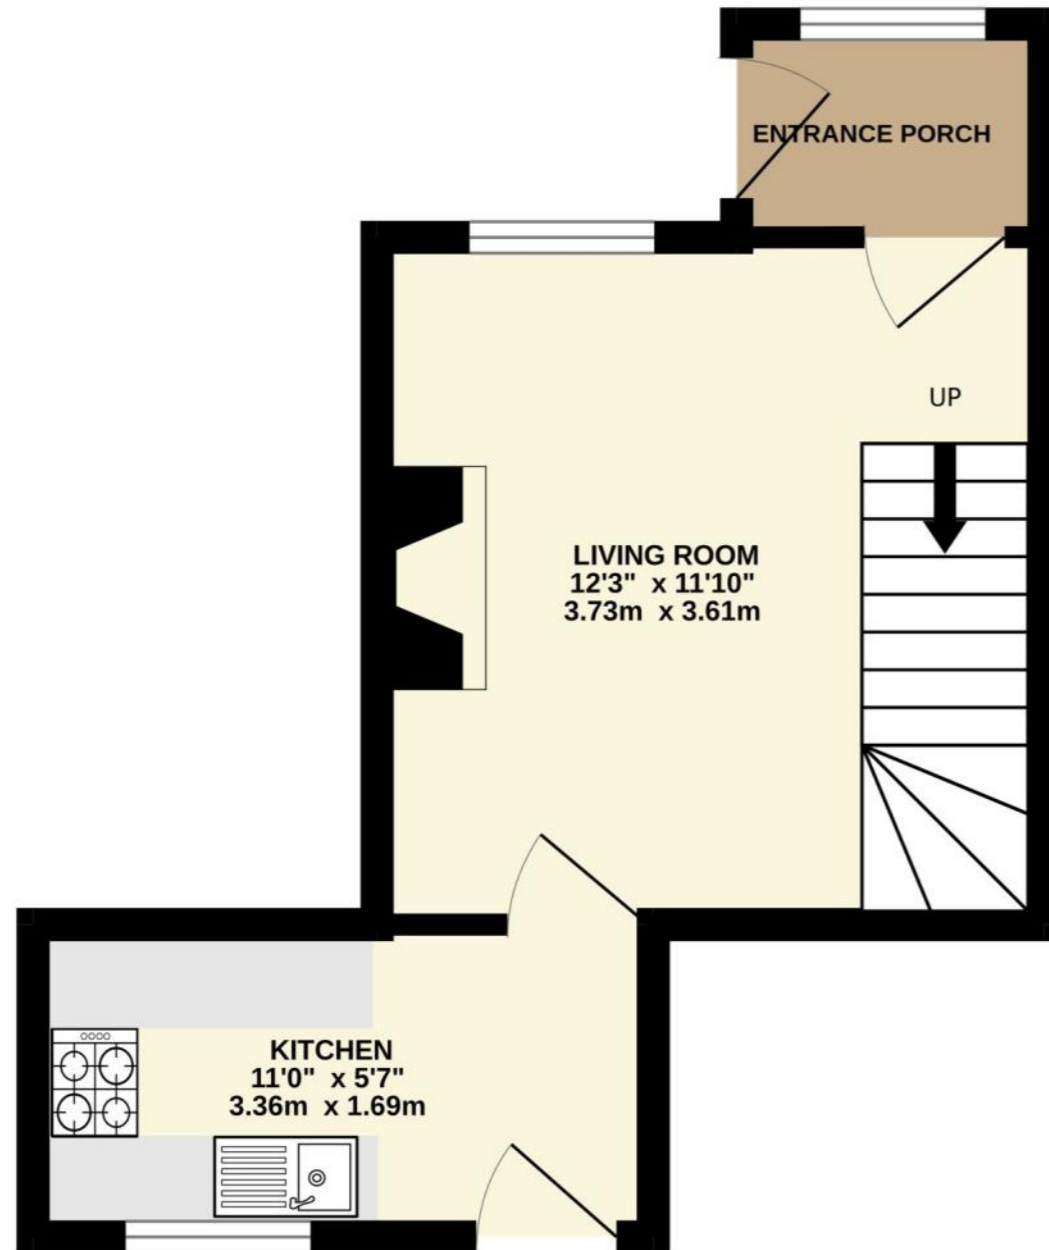 ENTRANCE PORCH
UP
LIVING ROOM
12'3" x 11'10"
3.73m x 3.61m
KITCHEN
11'0" x 5'7"
3.36m x 1.69m